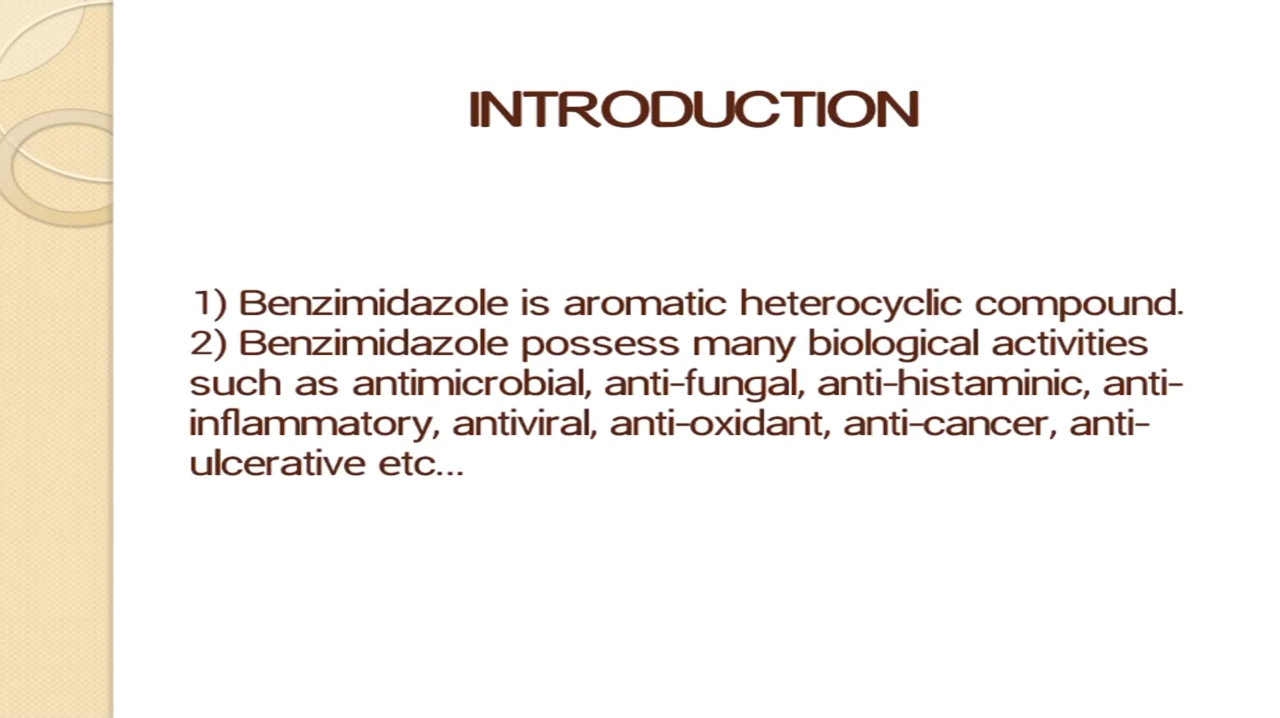 INTRODUCTION
1) Benzimidazole is aromatic heterocyclic compound.
2) Benzimidazole possess many biological activities
such as antimicrobial, anti-fungal, anti-histaminic, anti-
inflammatory, antiviral, anti-oxidant, anti-cancer, anti-
ulcerative etc...